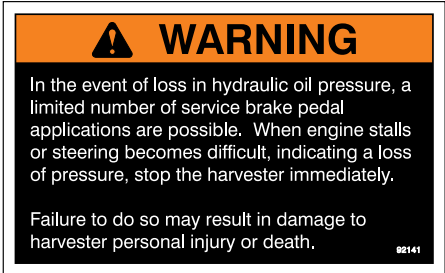 WARNING
In the event of loss in hydraulic oil pressure, a
limited number of service brake pedal
applications are possible. When engine stalls
or steering becomes difficult, indicating a loss
of pressure, stop the harvester immediately.
Failure to do so may result in damage to
harvester personal injury or death.
92141